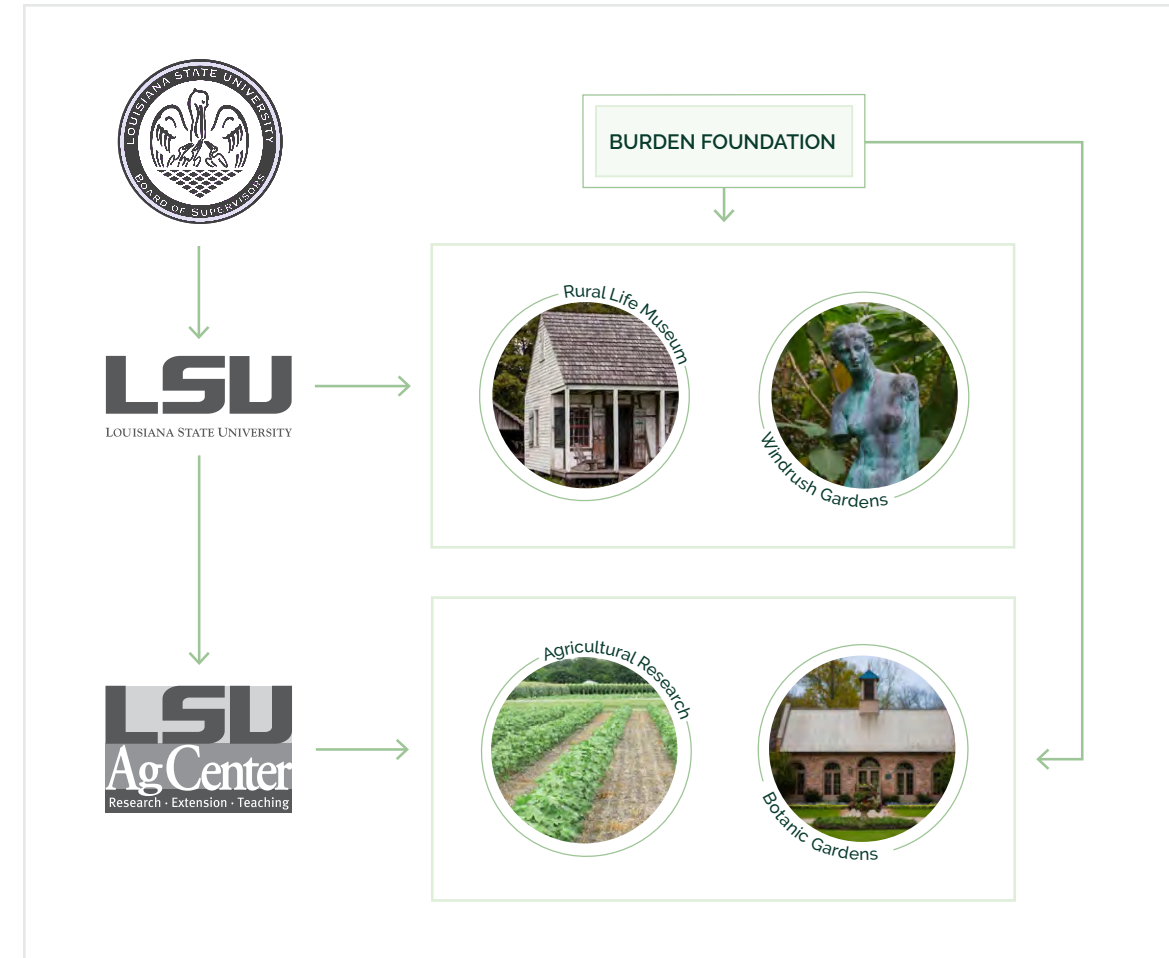 LOUISIANA STATE UNIVERSITY
BOARD OF SUPERVISORS
BURDEN FOUNDATION
Rural Life Museum
Windrush Gardens
LSU
LOUISIANA STATE UNIVERSITY
Agricultural Research
Botanic Gardens
LSU
AgCenter
Research · Extension · Teaching